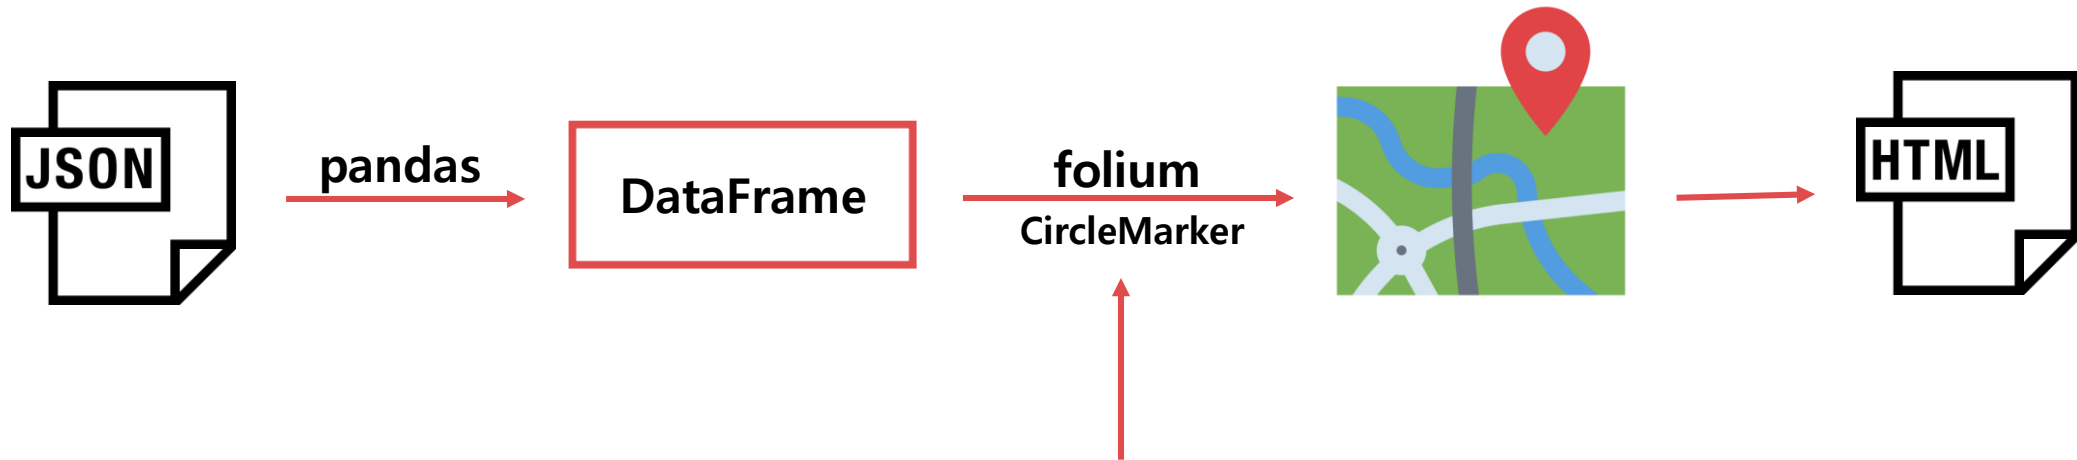 JSON
pandas
DataFrame
folium
CircleMarker
HTML